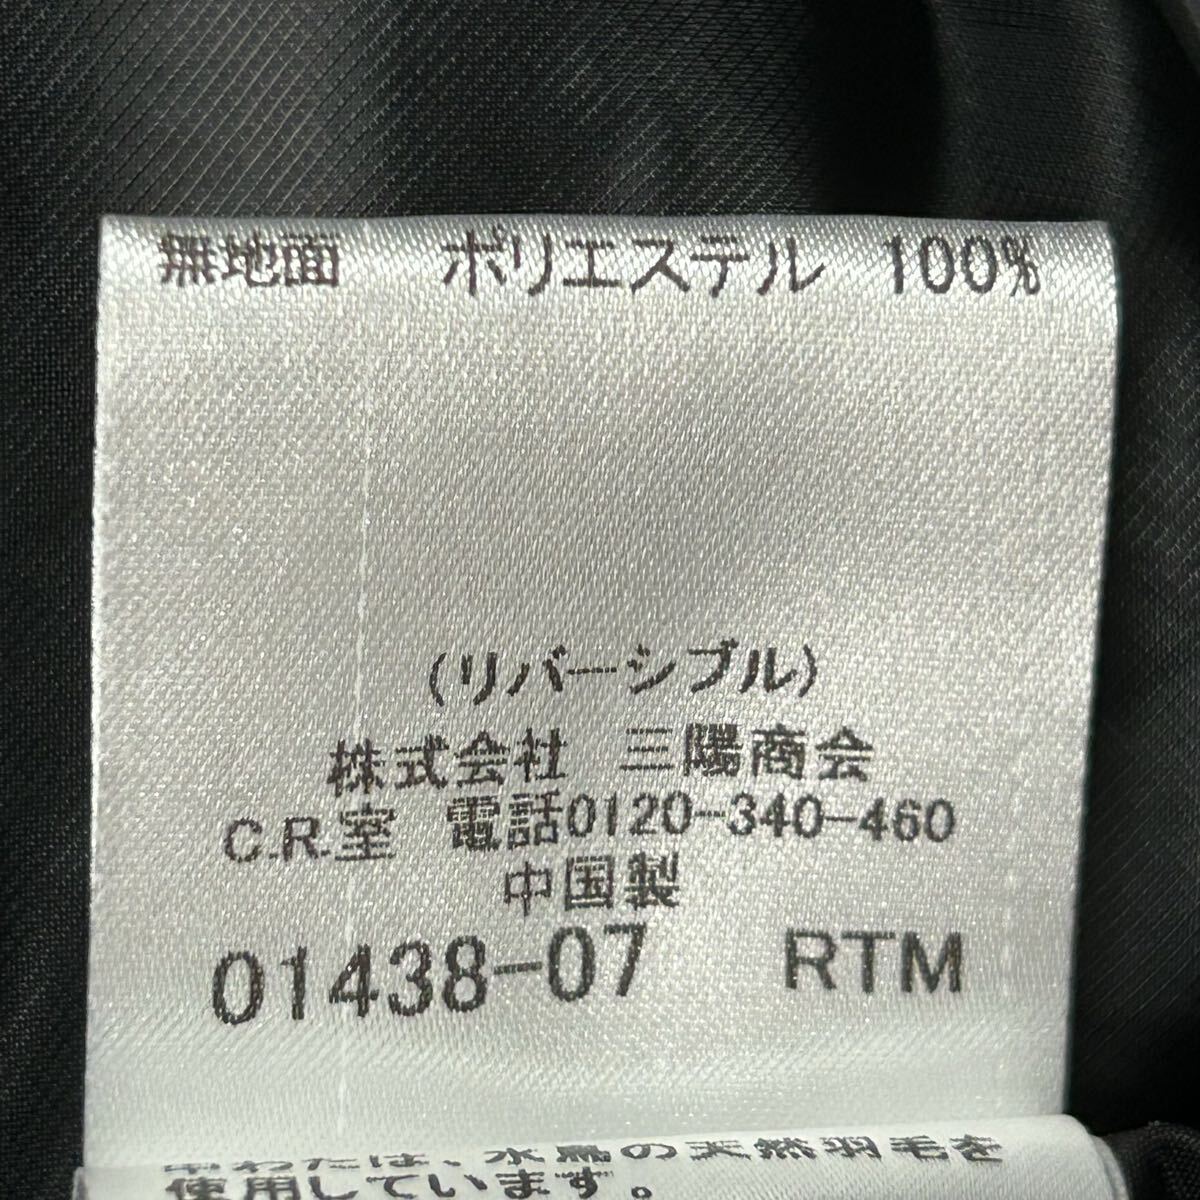 無地面　ポリエステル 100%
(リバーシブル)
株式会社 三陽商会
C.R.室 電話0120-340-460
中国製
01438-07 RTM
中わたは、水鳥の天然羽毛を
使用しています。